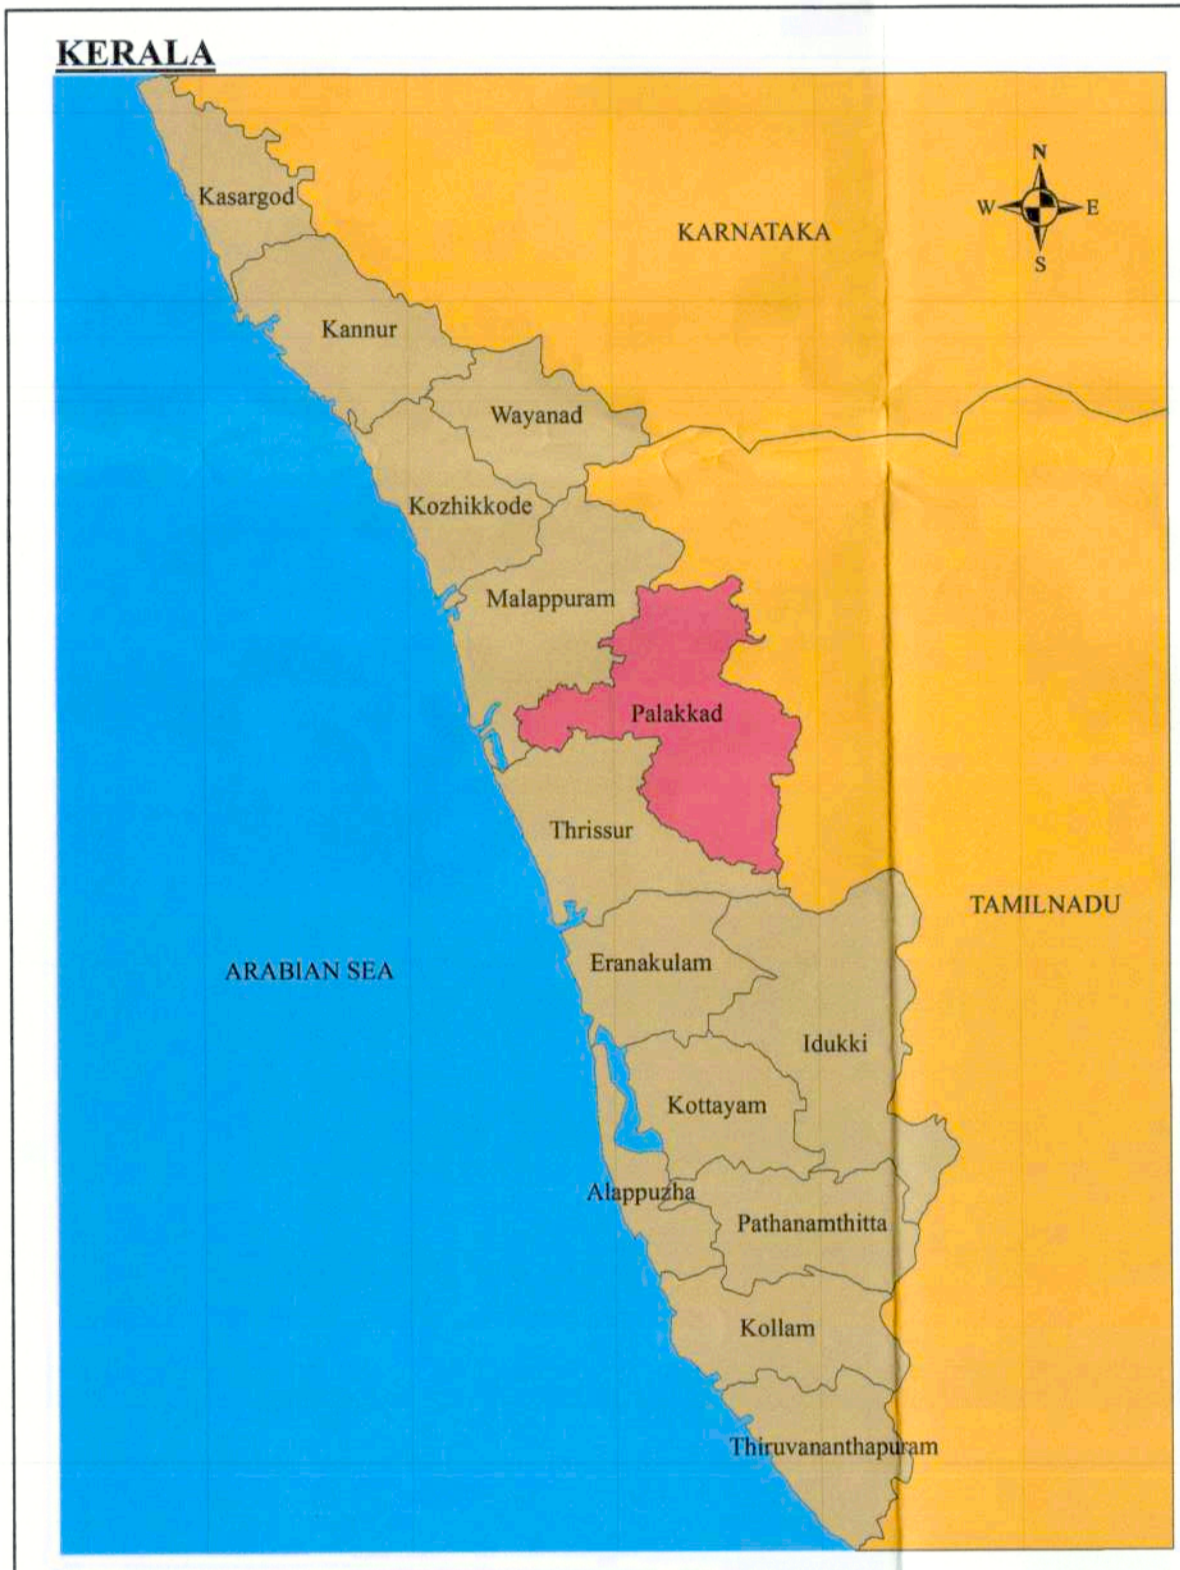 KERALA
Kasargod
N
W E
S
KARNATAKA
Kannur
Wayanad
Kozhikkode
Malappuram
Palakkad
Thrissur
TAMILNADU
Eranakulam
ARABIAN SEA
Idukki
Kottayam
Alappuzha
Pathanamthitta
Kollam
Thiruvananthapuram